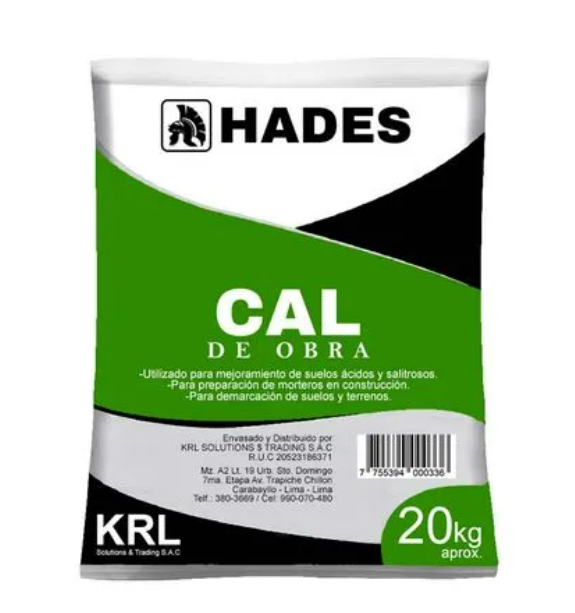 HADES
CAL
DE OBRA
-Utilizado para mejoramiento de suelos ácidos y salitrosos.
-Para preparación de morteros en construcción.
-Para demarcación de suelos y terrenos.
Envasado y Distribuido por
KRL SOLUTIONS $ TRADING S.A.C
R.U.C 20523186371
Mz. A2 Lt. 19 Urb. Sto. Domingo
7ma. Etapa Av. Trapiche Chillon
Carabayllo - Lima - Lima
Telf.: 380-3669 / Cel: 990-070-480
7 755394 000336
KRL
Solutions & Trading S.A.C
20kg
aprox.